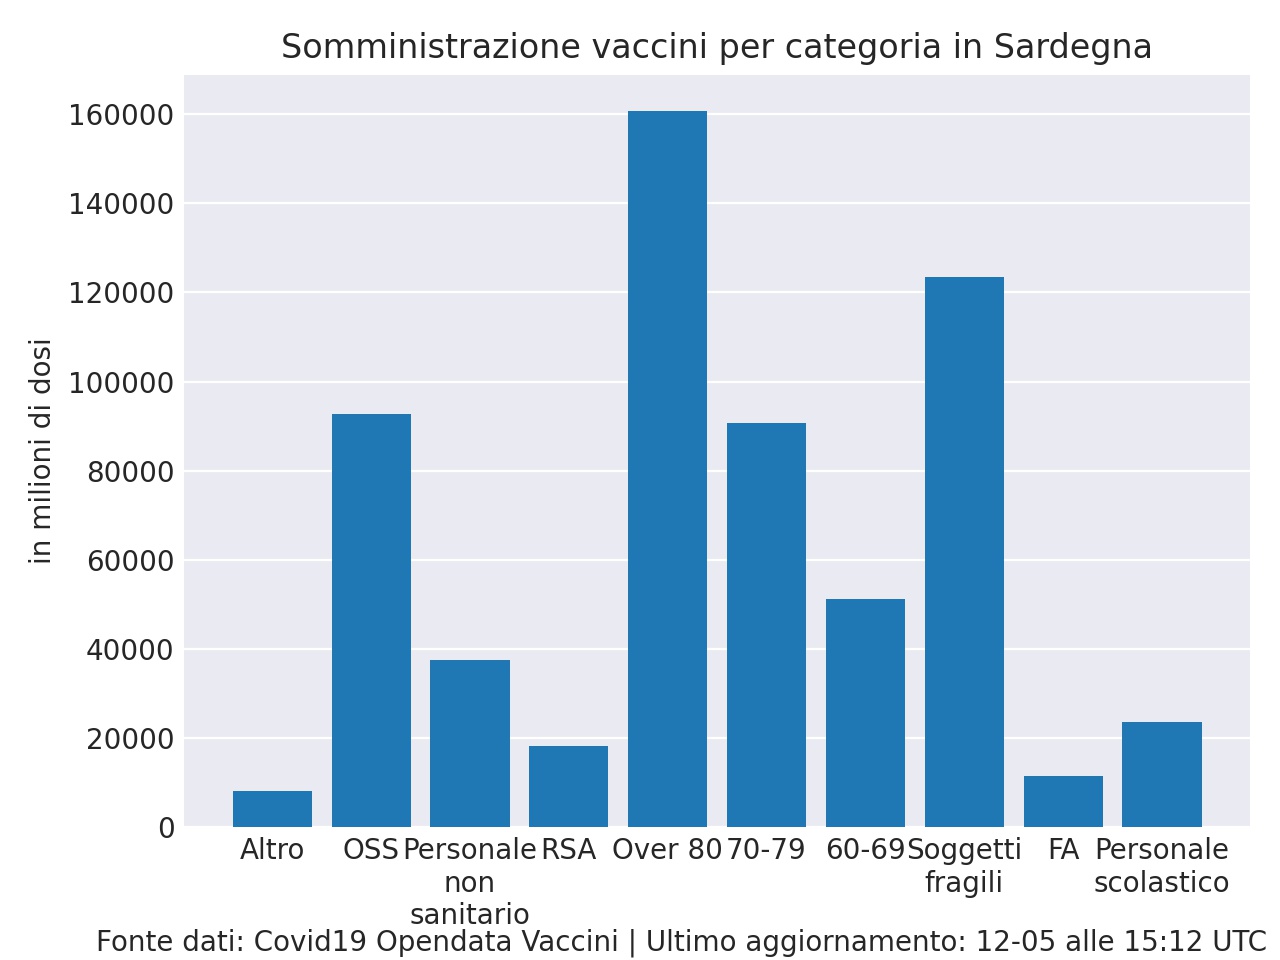 Somministrazione vaccini per categoria in Sardegna
in milioni di dosi
160000
140000
120000
100000
80000
60000
40000
20000
0
Altro
OSS
Personale
non
sanitario
RSA
Over 80
70-79
60-69
Soggetti
fragili
FA
Personale
scolastico
Fonte dati: Covid19 Opendata Vaccini | Ultimo aggiornamento: 12-05 alle 15:12 UTC